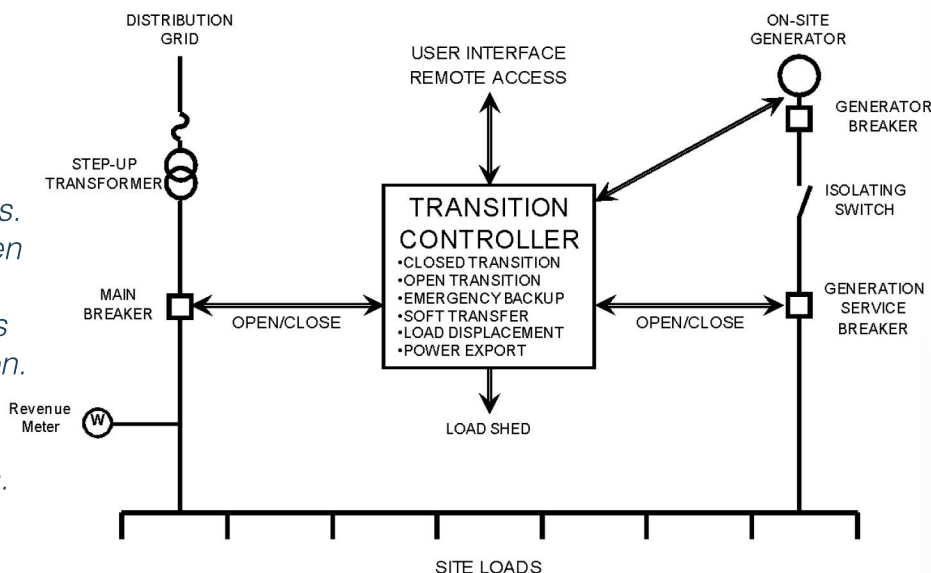 DISTRIBUTION
GRID
STEP-UP
TRANSFORMER
MAIN
BREAKER
Revenue
Meter
W
s.
en
s
n.
s.
USER INTERFACE
REMOTE ACCESS
TRANSITION
CONTROLLER
•CLOSED TRANSITION
•OPEN TRANSITION
•EMERGENCY BACKUP
•SOFT TRANSFER
•LOAD DISPLACEMENT
•POWER EXPORT
OPEN/CLOSE
OPEN/CLOSE
LOAD SHED
ON-SITE
GENERATOR
GENERATOR
BREAKER
ISOLATING
SWITCH
GENERATION
SERVICE
BREAKER
SITE LOADS